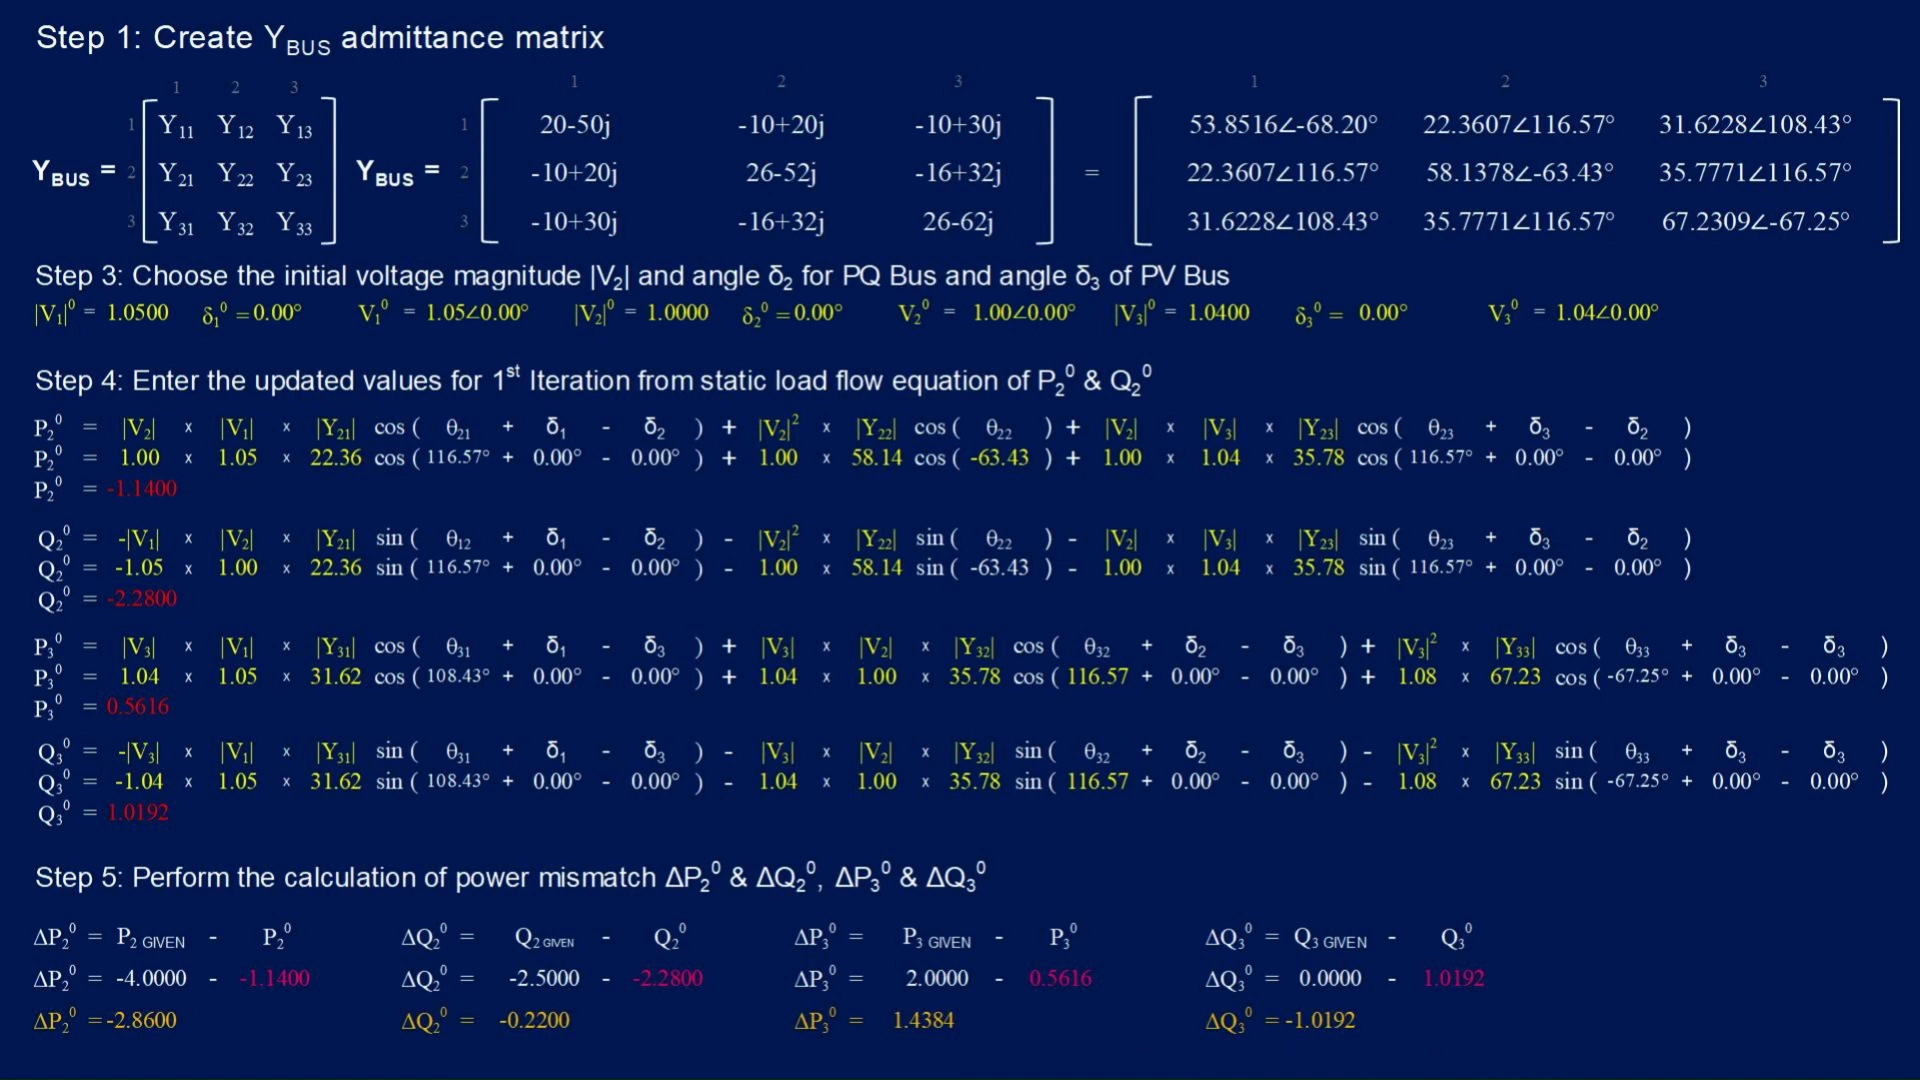 Step 1: Create Y_BUS admittance matrix
1 2 3 1 2 3 1 2 3
1 Y₁₁ Y₁₂ Y₁₃ 1 20-50j -10+20j -10+30j 53.8516∠-68.20° 22.3607∠116.57° 31.6228∠108.43°
Y_BUS = 2 Y₂₁ Y₂₂ Y₂₃ Y_BUS = 2 -10+20j 26-52j -16+32j = 22.3607∠116.57° 58.1378∠-63.43° 35.7771∠116.57°
3 Y₃₁ Y₃₂ Y₃₃ 3 -10+30j -16+32j 26-62j 31.6228∠108.43° 35.7771∠116.57° 67.2309∠-67.25°
Step 3: Choose the initial voltage magnitude |V₂| and angle δ₂ for PQ Bus and angle δ₃ of PV Bus
|V₁|⁰ = 1.0500 δ₁⁰ = 0.00° V₁⁰ = 1.05∠0.00° |V₂|⁰ = 1.0000 δ₂⁰ = 0.00° V₂⁰ = 1.00∠0.00° |V₃|⁰ = 1.0400 δ₃⁰ = 0.00° V₃⁰ = 1.04∠0.00°
Step 4: Enter the updated values for 1ˢᵗ Iteration from static load flow equation of P₂⁰ & Q₂⁰
P₂⁰ = |V₂| x |V₁| x |Y₂₁| cos ( θ₂₁ + δ₁ - δ₂ ) + |V₂|² x |Y₂₂| cos ( θ₂₂ ) + |V₂| x |V₃| x |Y₂₃| cos ( θ₂₃ + δ₃ - δ₂ )
P₂⁰ = 1.00 x 1.05 x 22.36 cos ( 116.57° + 0.00° - 0.00° ) + 1.00 x 58.14 cos ( -63.43 ) + 1.00 x 1.04 x 35.78 cos ( 116.57° + 0.00° - 0.00° )
P₂⁰ = -1.1400
Q₂⁰ = -|V₁| x |V₂| x |Y₂₁| sin ( θ₁₂ + δ₁ - δ₂ ) - |V₂|² x |Y₂₂| sin ( θ₂₂ ) - |V₂| x |V₃| x |Y₂₃| sin ( θ₂₃ + δ₃ - δ₂ )
Q₂⁰ = -1.05 x 1.00 x 22.36 sin ( 116.57° + 0.00° - 0.00° ) - 1.00 x 58.14 sin ( -63.43 ) - 1.00 x 1.04 x 35.78 sin ( 116.57° + 0.00° - 0.00° )
Q₂⁰ = -2.2800
P₃⁰ = |V₃| x |V₁| x |Y₃₁| cos ( θ₃₁ + δ₁ - δ₃ ) + |V₃| x |V₂| x |Y₃₂| cos ( θ₃₂ + δ₂ - δ₃ ) + |V₃|² x |Y₃₃| cos ( θ₃₃ + δ₃ - δ₃ )
P₃⁰ = 1.04 x 1.05 x 31.62 cos ( 108.43° + 0.00° - 0.00° ) + 1.04 x 1.00 x 35.78 cos ( 116.57 + 0.00° - 0.00° ) + 1.08 x 67.23 cos ( -67.25° + 0.00° - 0.00° )
P₃⁰ = 0.5616
Q₃⁰ = -|V₃| x |V₁| x |Y₃₁| sin ( θ₃₁ + δ₁ - δ₃ ) - |V₃| x |V₂| x |Y₃₂| sin ( θ₃₂ + δ₂ - δ₃ ) - |V₃|² x |Y₃₃| sin ( θ₃₃ + δ₃ - δ₃ )
Q₃⁰ = -1.04 x 1.05 x 31.62 sin ( 108.43° + 0.00° - 0.00° ) - 1.04 x 1.00 x 35.78 sin ( 116.57 + 0.00° - 0.00° ) - 1.08 x 67.23 sin ( -67.25° + 0.00° - 0.00° )
Q₃⁰ = 1.0192
Step 5: Perform the calculation of power mismatch ΔP₂⁰ & ΔQ₂⁰, ΔP₃⁰ & ΔQ₃⁰
ΔP₂⁰ = P₂ GIVEN - P₂⁰ ΔQ₂⁰ = Q₂ GIVEN - Q₂⁰ ΔP₃⁰ = P₃ GIVEN - P₃⁰ ΔQ₃⁰ = Q₃ GIVEN - Q₃⁰
ΔP₂⁰ = -4.0000 - -1.1400 ΔQ₂⁰ = -2.5000 - -2.2800 ΔP₃⁰ = 2.0000 - 0.5616 ΔQ₃⁰ = 0.0000 - 1.0192
ΔP₂⁰ = -2.8600 ΔQ₂⁰ = -0.2200 ΔP₃⁰ = 1.4384 ΔQ₃⁰ = -1.0192